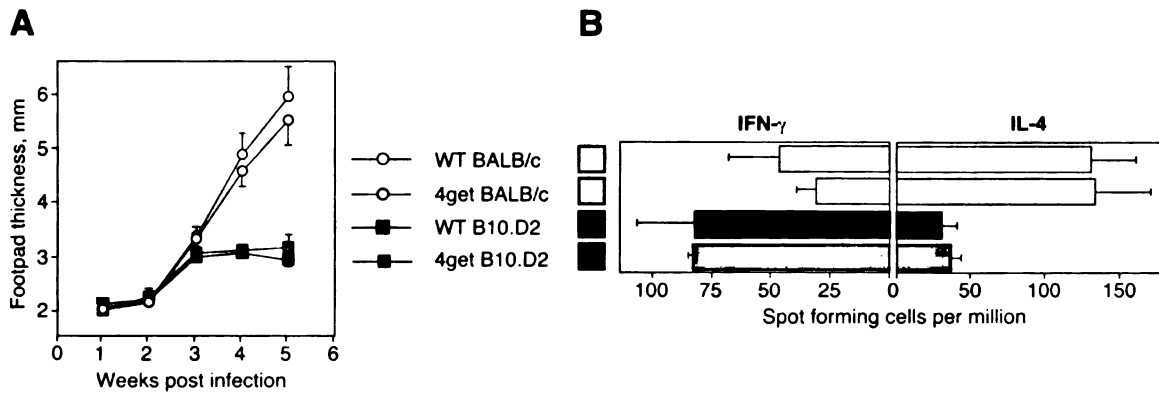 A
B
Footpad thickness, mm
6
5
4
3
2
0 1 2 3 4 5 6
Weeks post infection
WT BALB/c
4get BALB/c
WT B10.D2
4get B10.D2
IFN-γ IL-4
100 75 50 25 0 50 100 150
Spot forming cells per million